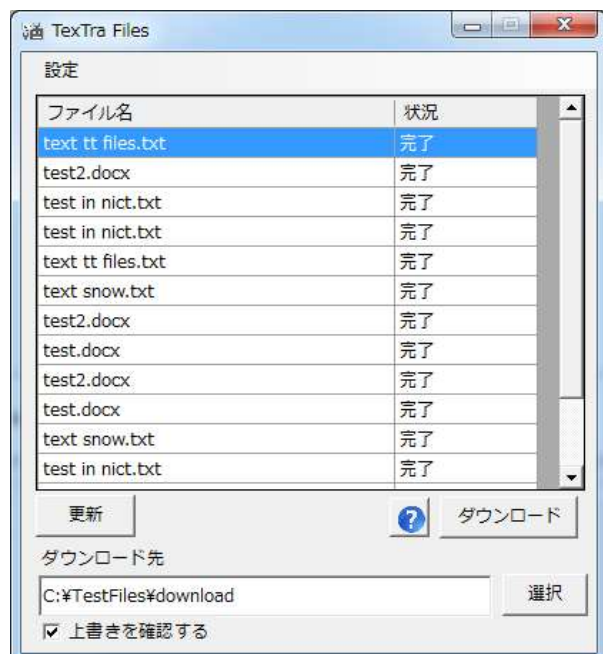 TexTra Files
設定
ファイル名 状況
text tt files.txt 完了
test2.docx 完了
test in nict.txt 完了
test in nict.txt 完了
text tt files.txt 完了
text snow.txt 完了
test2.docx 完了
test.docx 完了
test2.docx 完了
test.docx 完了
text snow.txt 完了
test in nict.txt 完了
更新 ? ダウンロード
ダウンロード先
C:¥TestFiles¥download 選択
上書きを確認する